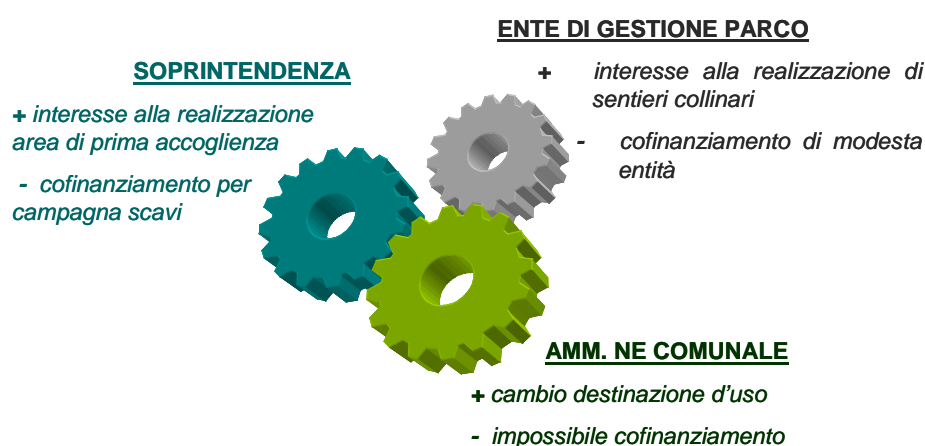 ENTE DI GESTIONE PARCO
+ interesse alla realizzazione di
sentieri collinari
- cofinanziamento di modesta
entità
SOPRINTENDENZA
+ interesse alla realizzazione
area di prima accoglienza
- cofinanziamento per
campagna scavi
AMM. NE COMUNALE
+ cambio destinazione d'uso
- impossibile cofinanziamento